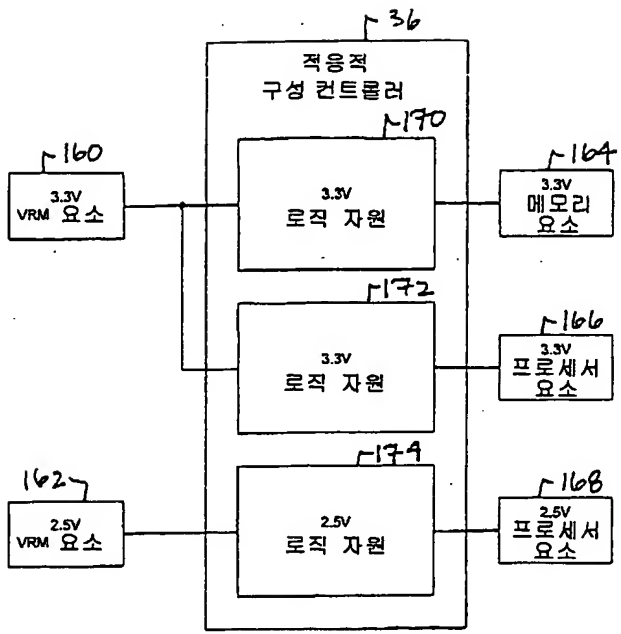 36
적응적
구성 컨트롤러
170
160
164
3.3V
VRM 요소
3.3V
로직 자원
3.3V
메모리
요소
172
166
3.3V
로직 자원
3.3V
프로세서
요소
174
162
168
2.5V
VRM 요소
2.5V
로직 자원
2.5V
프로세서
요소